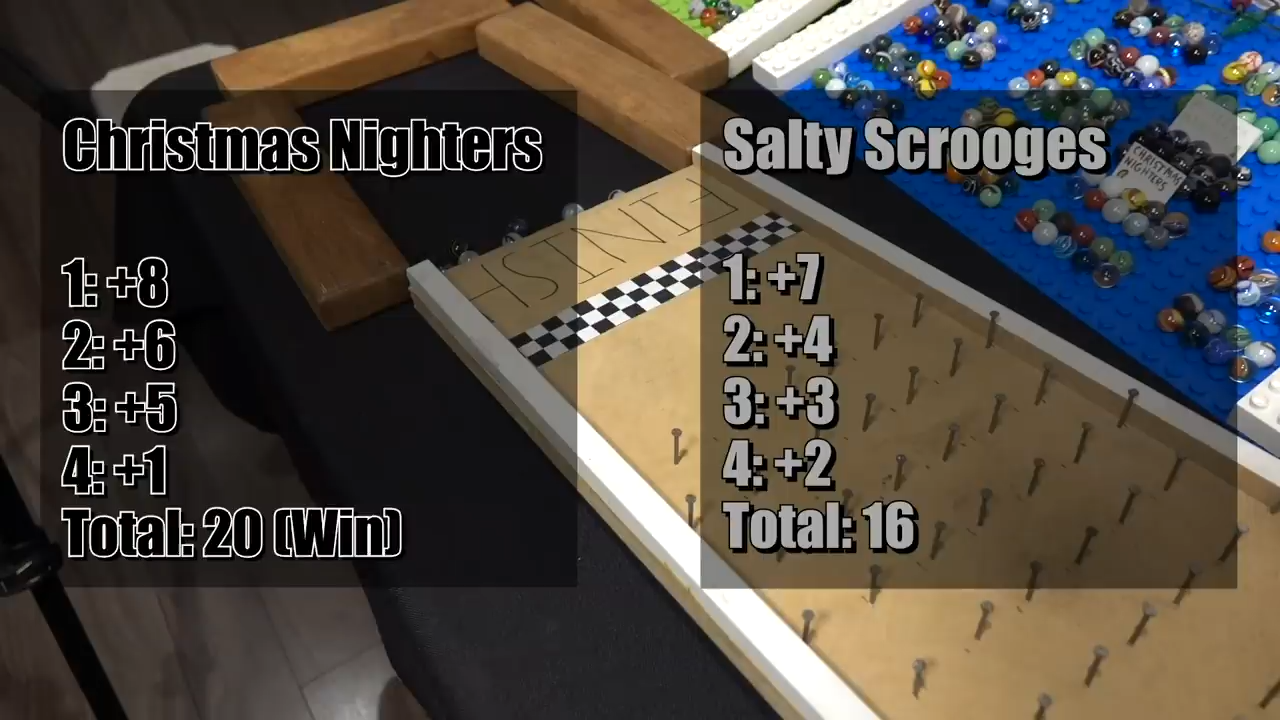 Christmas Nighters
1: +8
2: +6
3: +5
4: +1
Total: 20 (Win)
Salty Scrooges
1: +7
2: +4
3: +3
4: +2
Total: 16
FINISH
CHRISTMAS
NIGHTERS